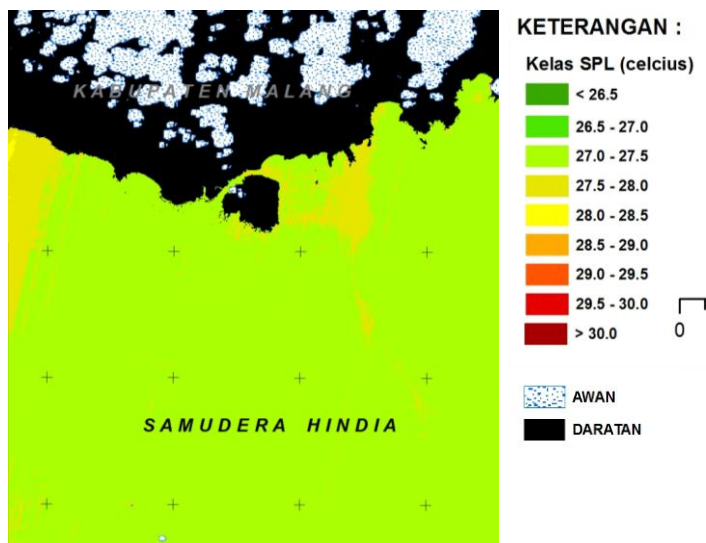 KABUPATEN MALANG
SAMUDERA HINDIA
KETERANGAN :
Kelas SPL (celcius)
< 26.5
26.5 - 27.0
27.0 - 27.5
27.5 - 28.0
28.0 - 28.5
28.5 - 29.0
29.0 - 29.5
29.5 - 30.0
> 30.0
0
AWAN
DARATAN